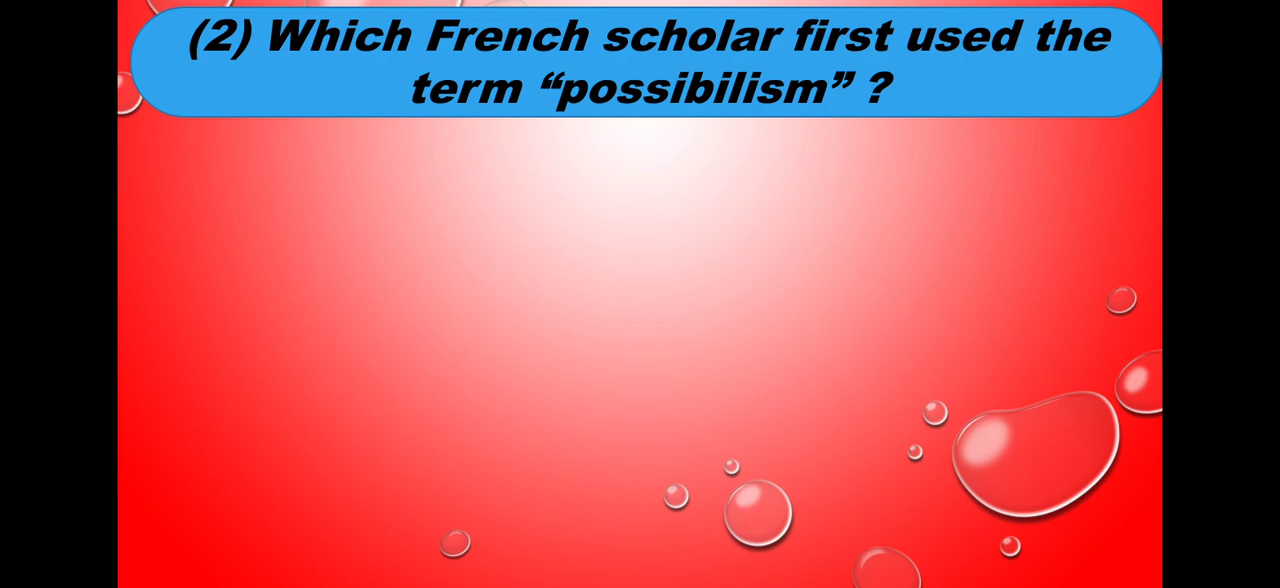 (2) Which French scholar first used the
term “possibilism” ?